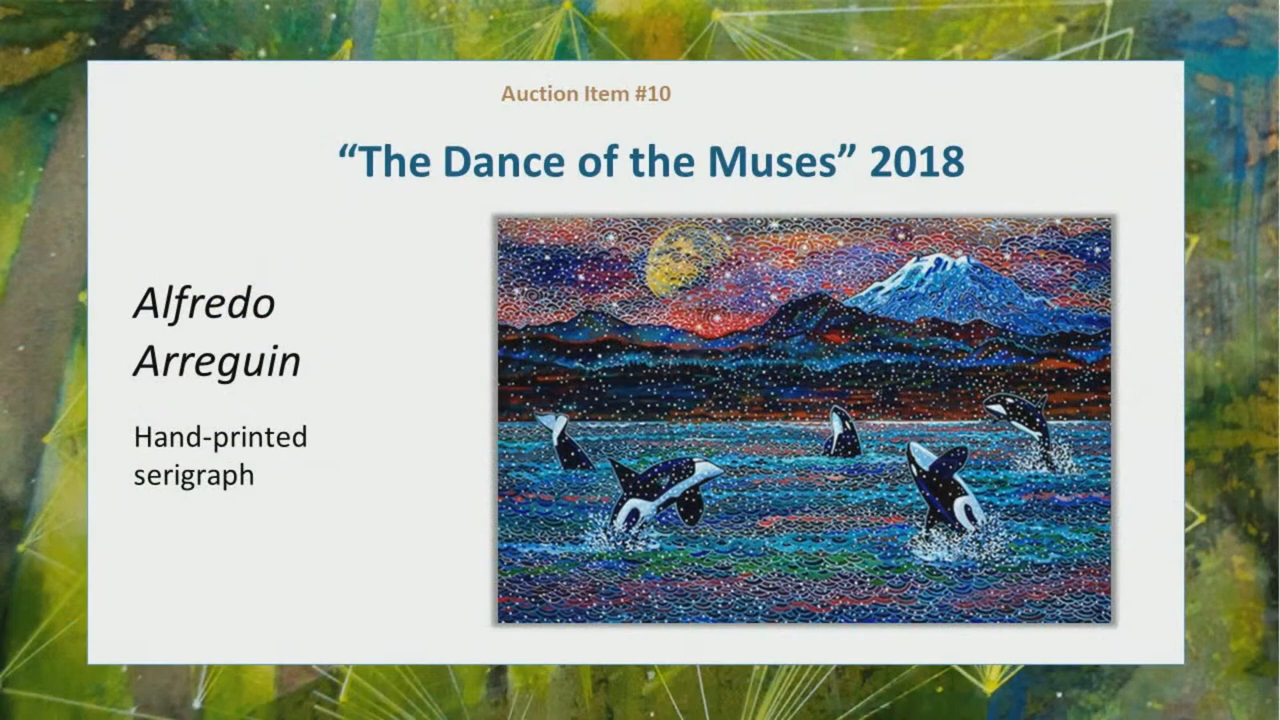 Auction Item #10
“The Dance of the Muses” 2018
Alfredo
Arreguin
Hand-printed
serigraph